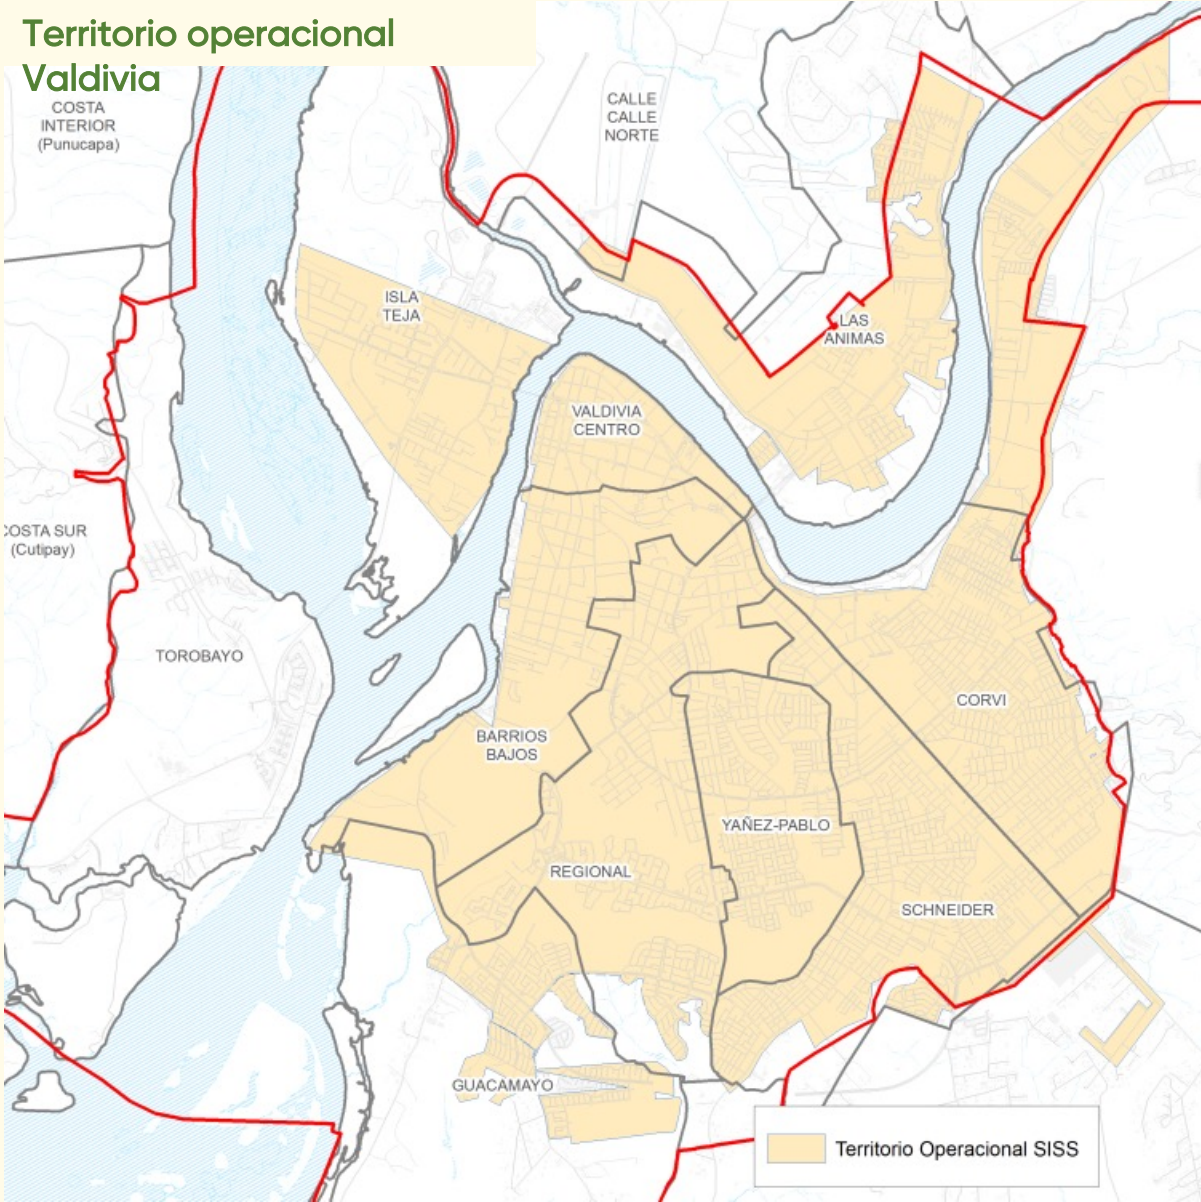 Territorio operacional
Valdivia
COSTA
INTERIOR
(Punucapa)
CALLE
CALLE
NORTE
ISLA
TEJA
LAS
ANIMAS
VALDIVIA
CENTRO
COSTA SUR
(Cutipay)
TOROBAYO
CORVI
BARRIOS
BAJOS
YAÑEZ-PABLO
REGIONAL
SCHNEIDER
GUACAMAYO
Territorio Operacional SISS